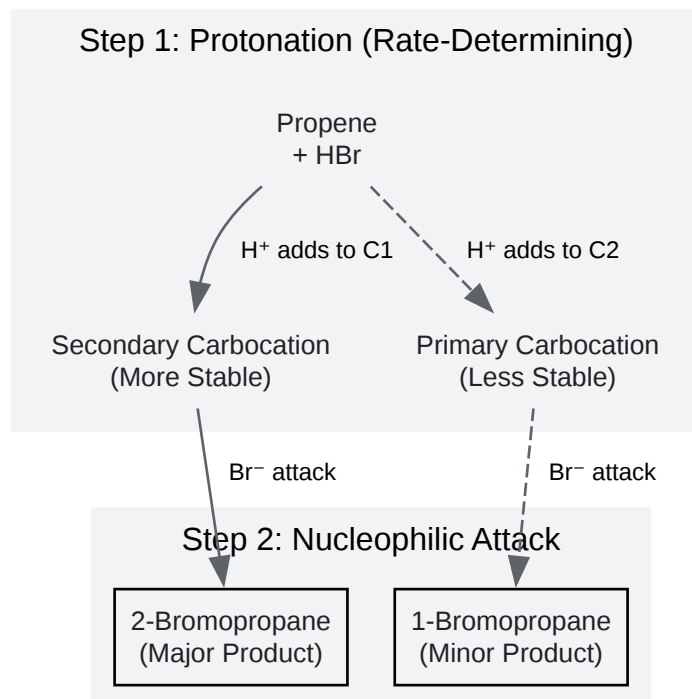 Step 1: Protonation (Rate-Determining)
Propene
+ HBr
H⁺ adds to C1
H⁺ adds to C2
Secondary Carbocation
(More Stable)
Primary Carbocation
(Less Stable)
Br⁻ attack
Br⁻ attack
Step 2: Nucleophilic Attack
2-Bromopropane
(Major Product)
1-Bromopropane
(Minor Product)